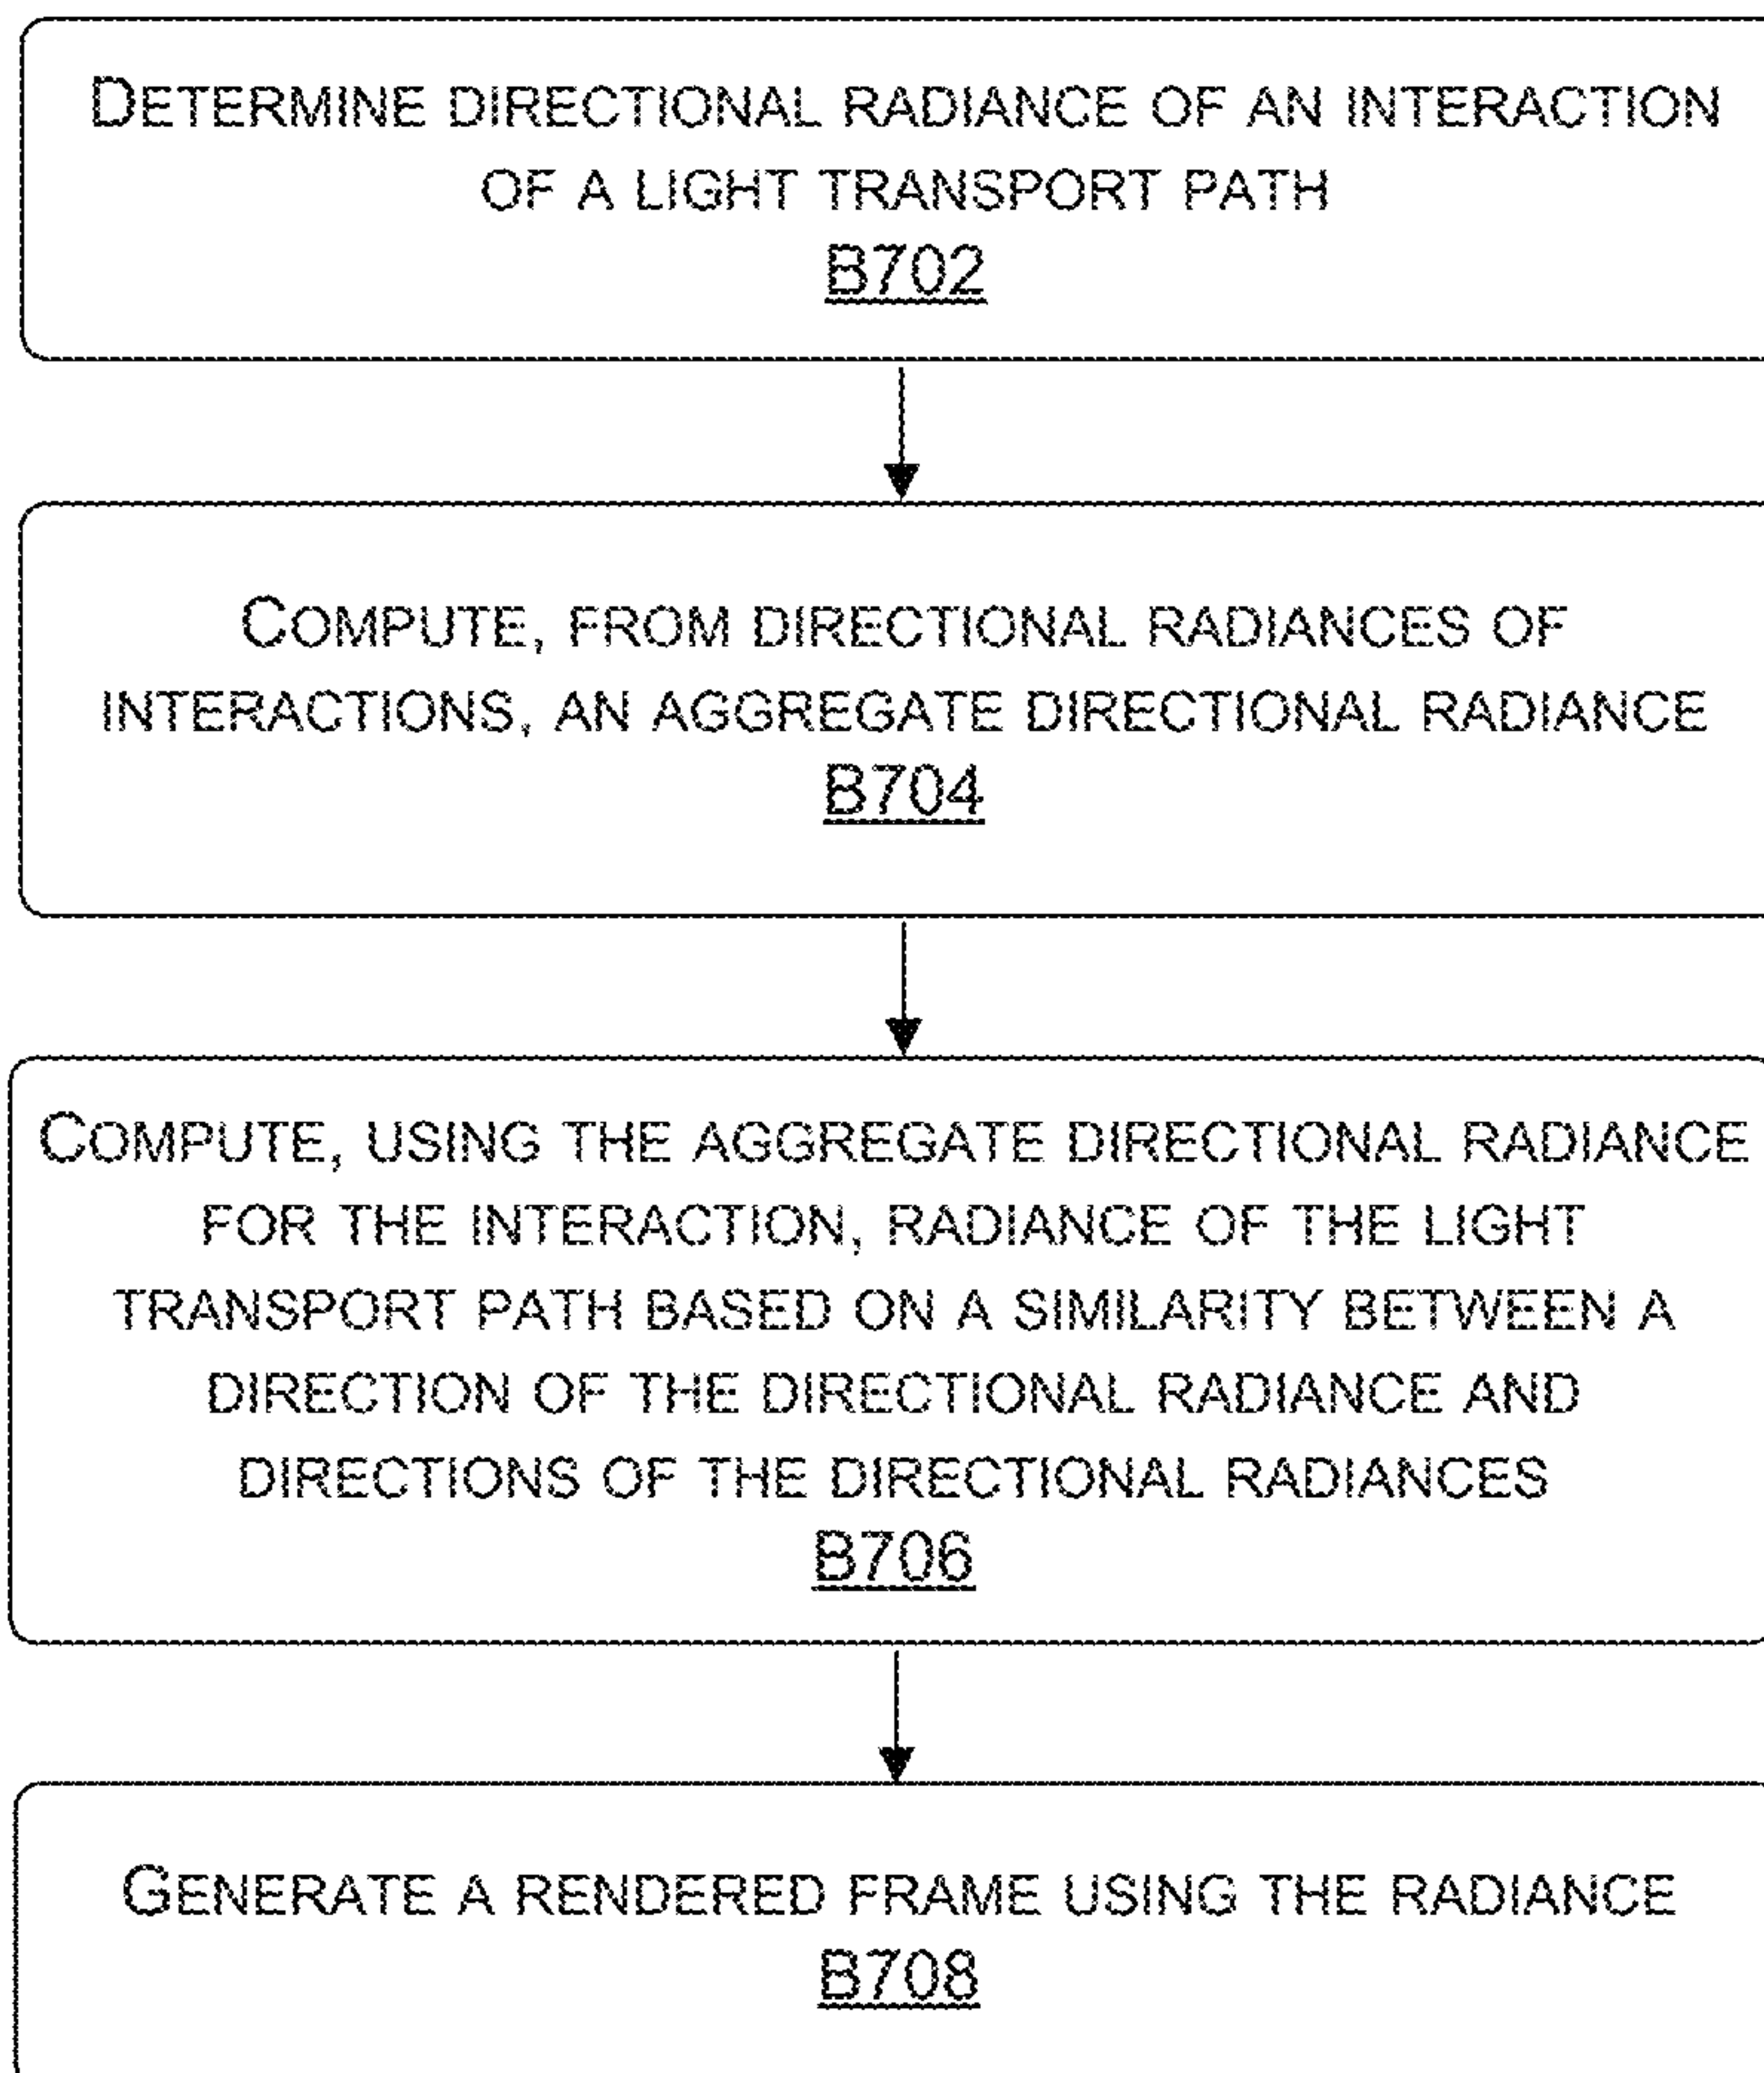 DETERMINE DIRECTIONAL RADIANCE OF AN INTERACTION
OF A LIGHT TRANSPORT PATH
B702
COMPUTE, FROM DIRECTIONAL RADIANCES OF
INTERACTIONS, AN AGGREGATE DIRECTIONAL RADIANCE
B704
COMPUTE, USING THE AGGREGATE DIRECTIONAL RADIANCE
FOR THE INTERACTION, RADIANCE OF THE LIGHT
TRANSPORT PATH BASED ON A SIMILARITY BETWEEN A
DIRECTION OF THE DIRECTIONAL RADIANCE AND
DIRECTIONS OF THE DIRECTIONAL RADIANCES
B706
GENERATE A RENDERED FRAME USING THE RADIANCE
B708